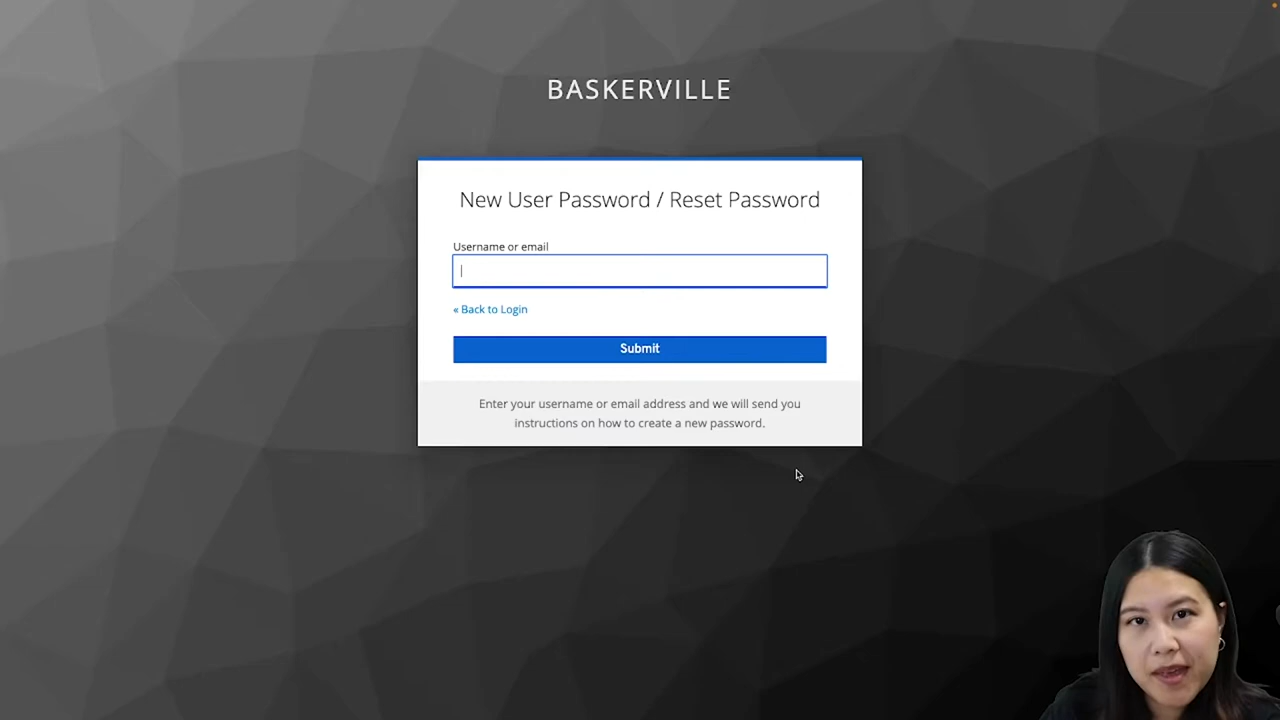 BASKERVILLE
New User Password / Reset Password
Username or email
« Back to Login
Submit
Enter your username or email address and we will send you
instructions on how to create a new password.